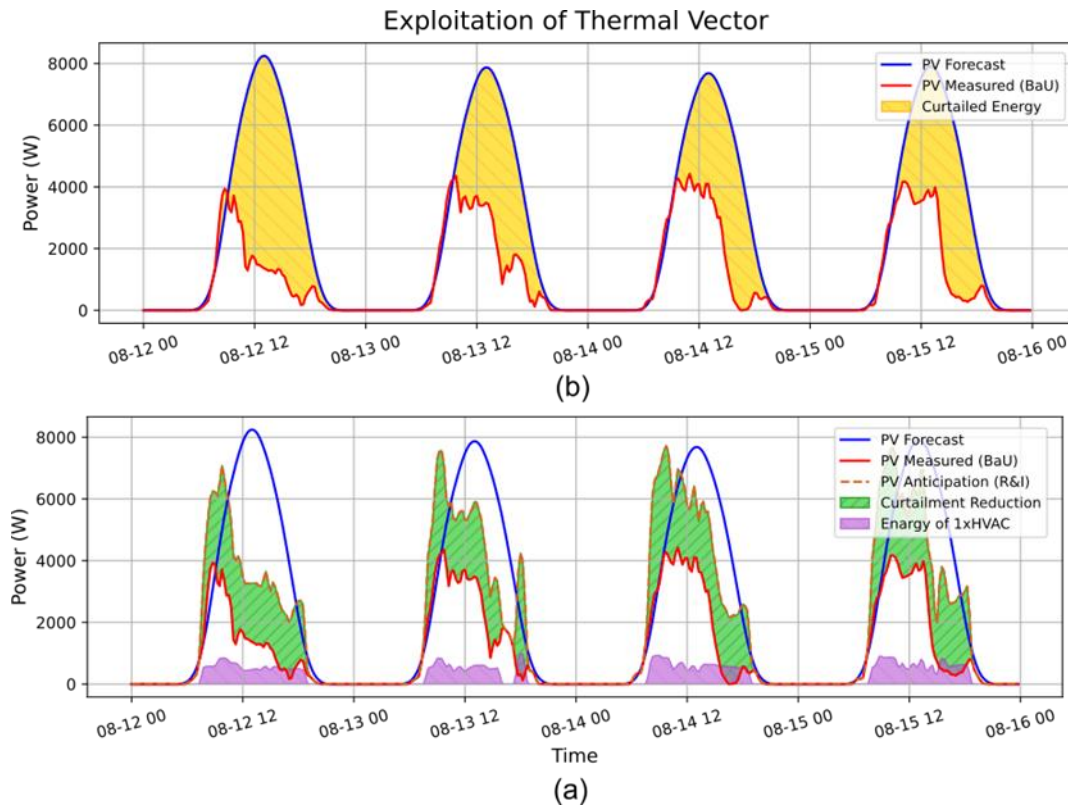 Exploitation of Thermal Vector
8000
6000
4000
2000
0
Power (W)
PV Forecast
PV Measured (BaU)
Curtailed Energy
08-12 00
08-12 12
08-13 00
08-13 12
08-14 00
08-14 12
08-15 00
08-15 12
08-16 00
(b)
8000
6000
4000
2000
0
Power (W)
PV Forecast
PV Measured (BaU)
PV Anticipation (R&I)
Curtailment Reduction
Enargy of 1xHVAC
08-12 00
08-12 12
08-13 00
08-13 12
08-14 00
08-14 12
08-15 00
08-15 12
08-16 00
Time
(a)